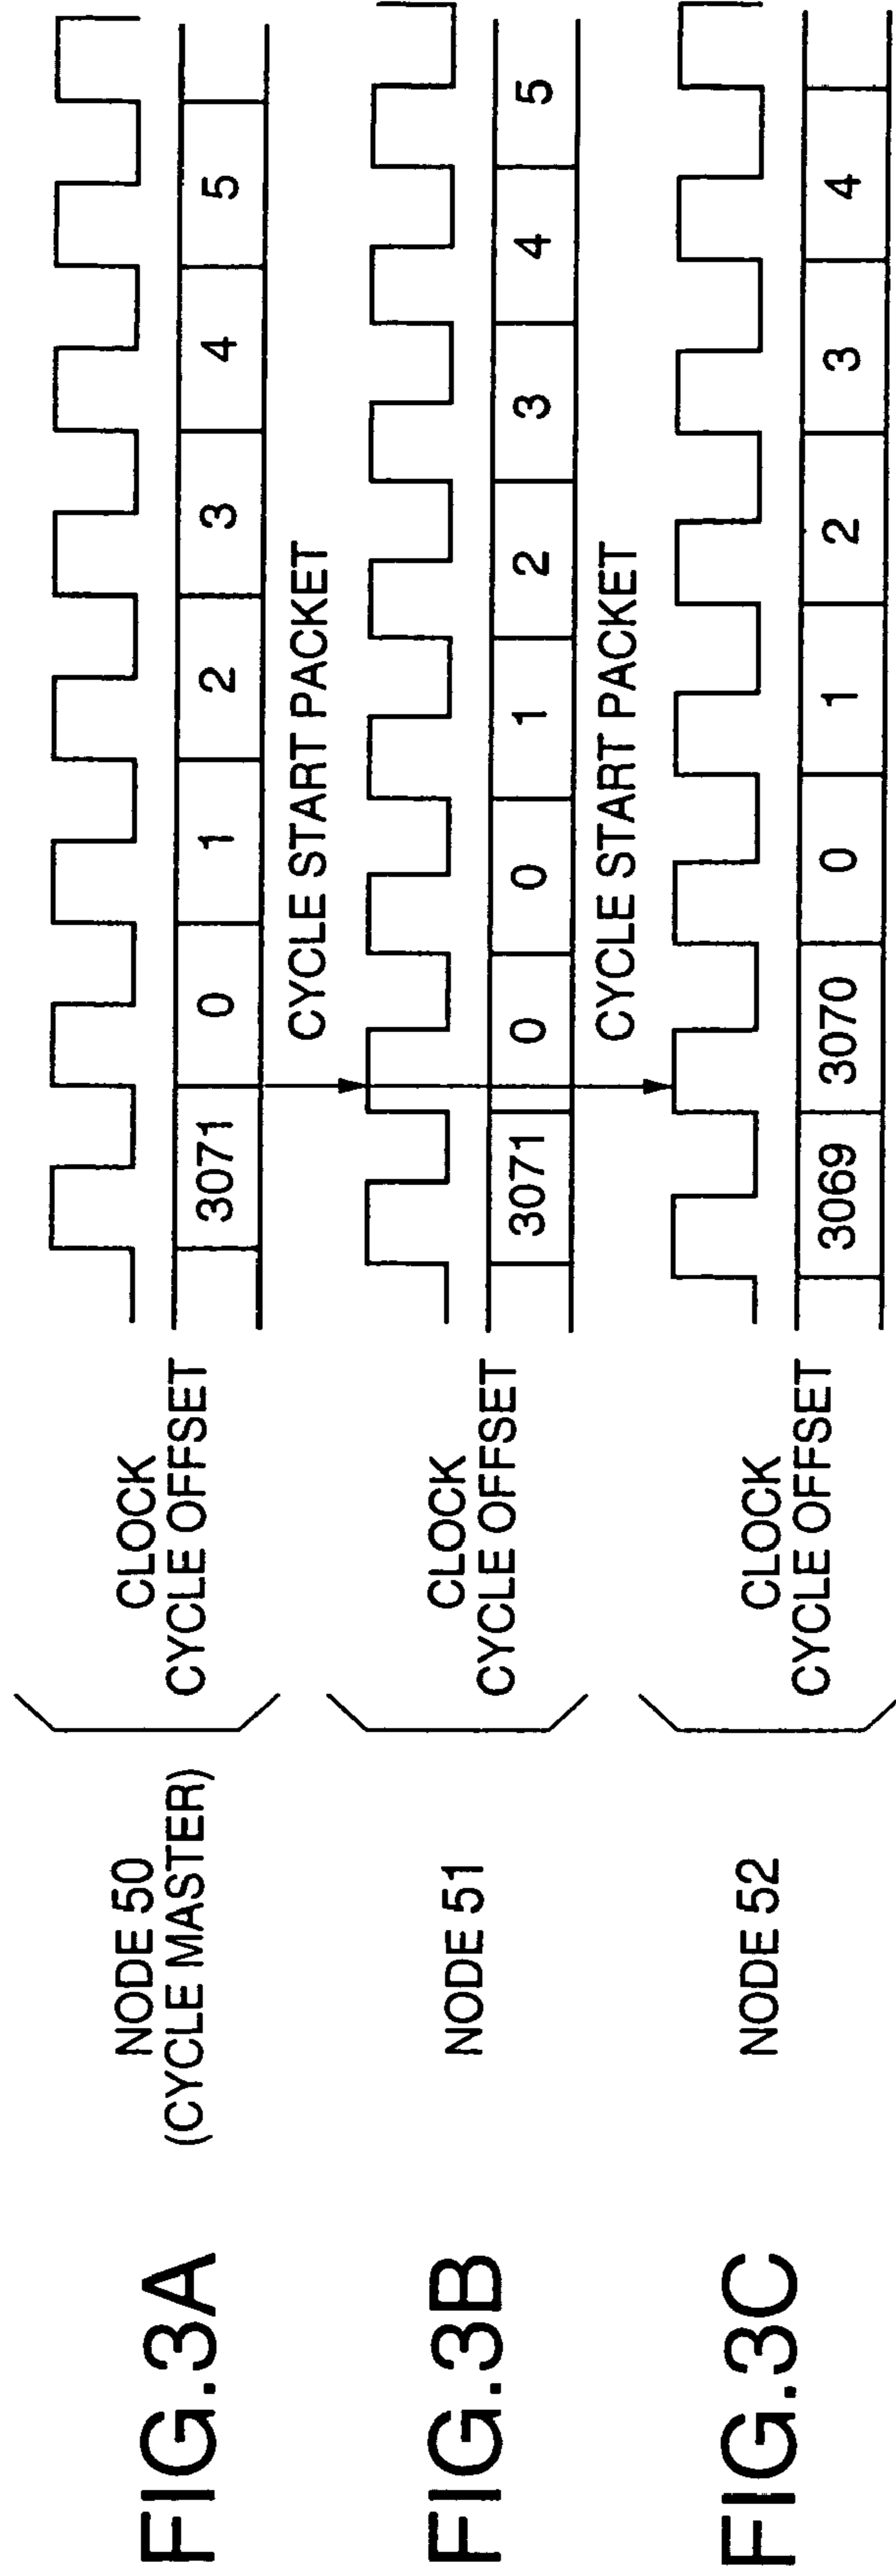 FIG.3A
NODE 50
(CYCLE MASTER)
CLOCK
CYCLE OFFSET
3071 0 1 2 3 4 5
CYCLE START PACKET
FIG.3B
NODE 51
CLOCK
CYCLE OFFSET
3071 0 0 1 2 3 4 5
CYCLE START PACKET
FIG.3C
NODE 52
CLOCK
CYCLE OFFSET
3069 3070 0 1 2 3 4